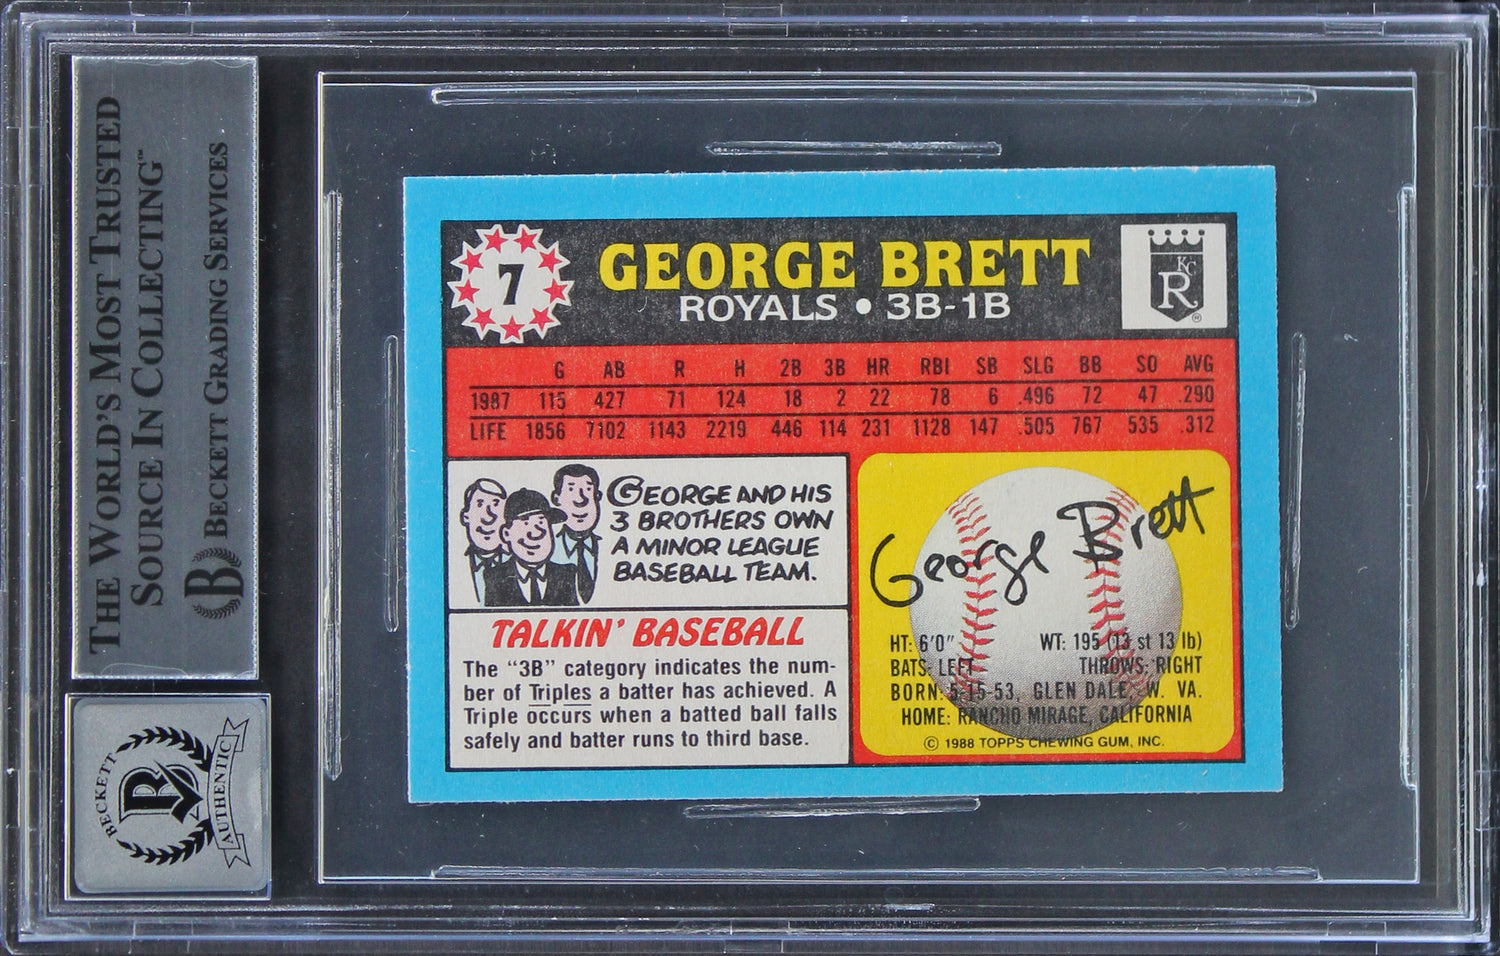 THE WORLD'S MOST TRUSTED
SOURCE IN COLLECTING™
B BECKETT GRADING SERVICES
BECKETT
B
AUTHENTIC
7
GEORGE BRETT
ROYALS • 3B-1B
KC
R
®
G AB R H 2B 3B HR RBI SB SLG BB SO AVG
1987 115 427 71 124 18 2 22 78 6 .496 72 47 .290
LIFE 1856 7102 1143 2219 446 114 231 1128 147 .505 767 535 .312
GEORGE AND HIS
3 BROTHERS OWN
A MINOR LEAGUE
BASEBALL TEAM.
TALKIN' BASEBALL
The "3B" category indicates the num-
ber of Triples a batter has achieved. A
Triple occurs when a batted ball falls
safely and batter runs to third base.
George Brett
HT: 6'0" WT: 195 (13 st 13 lb)
BATS: LEFT THROWS: RIGHT
BORN: 5-15-53, GLEN DALE, W. VA.
HOME: RANCHO MIRAGE, CALIFORNIA
© 1988 TOPPS CHEWING GUM, INC.